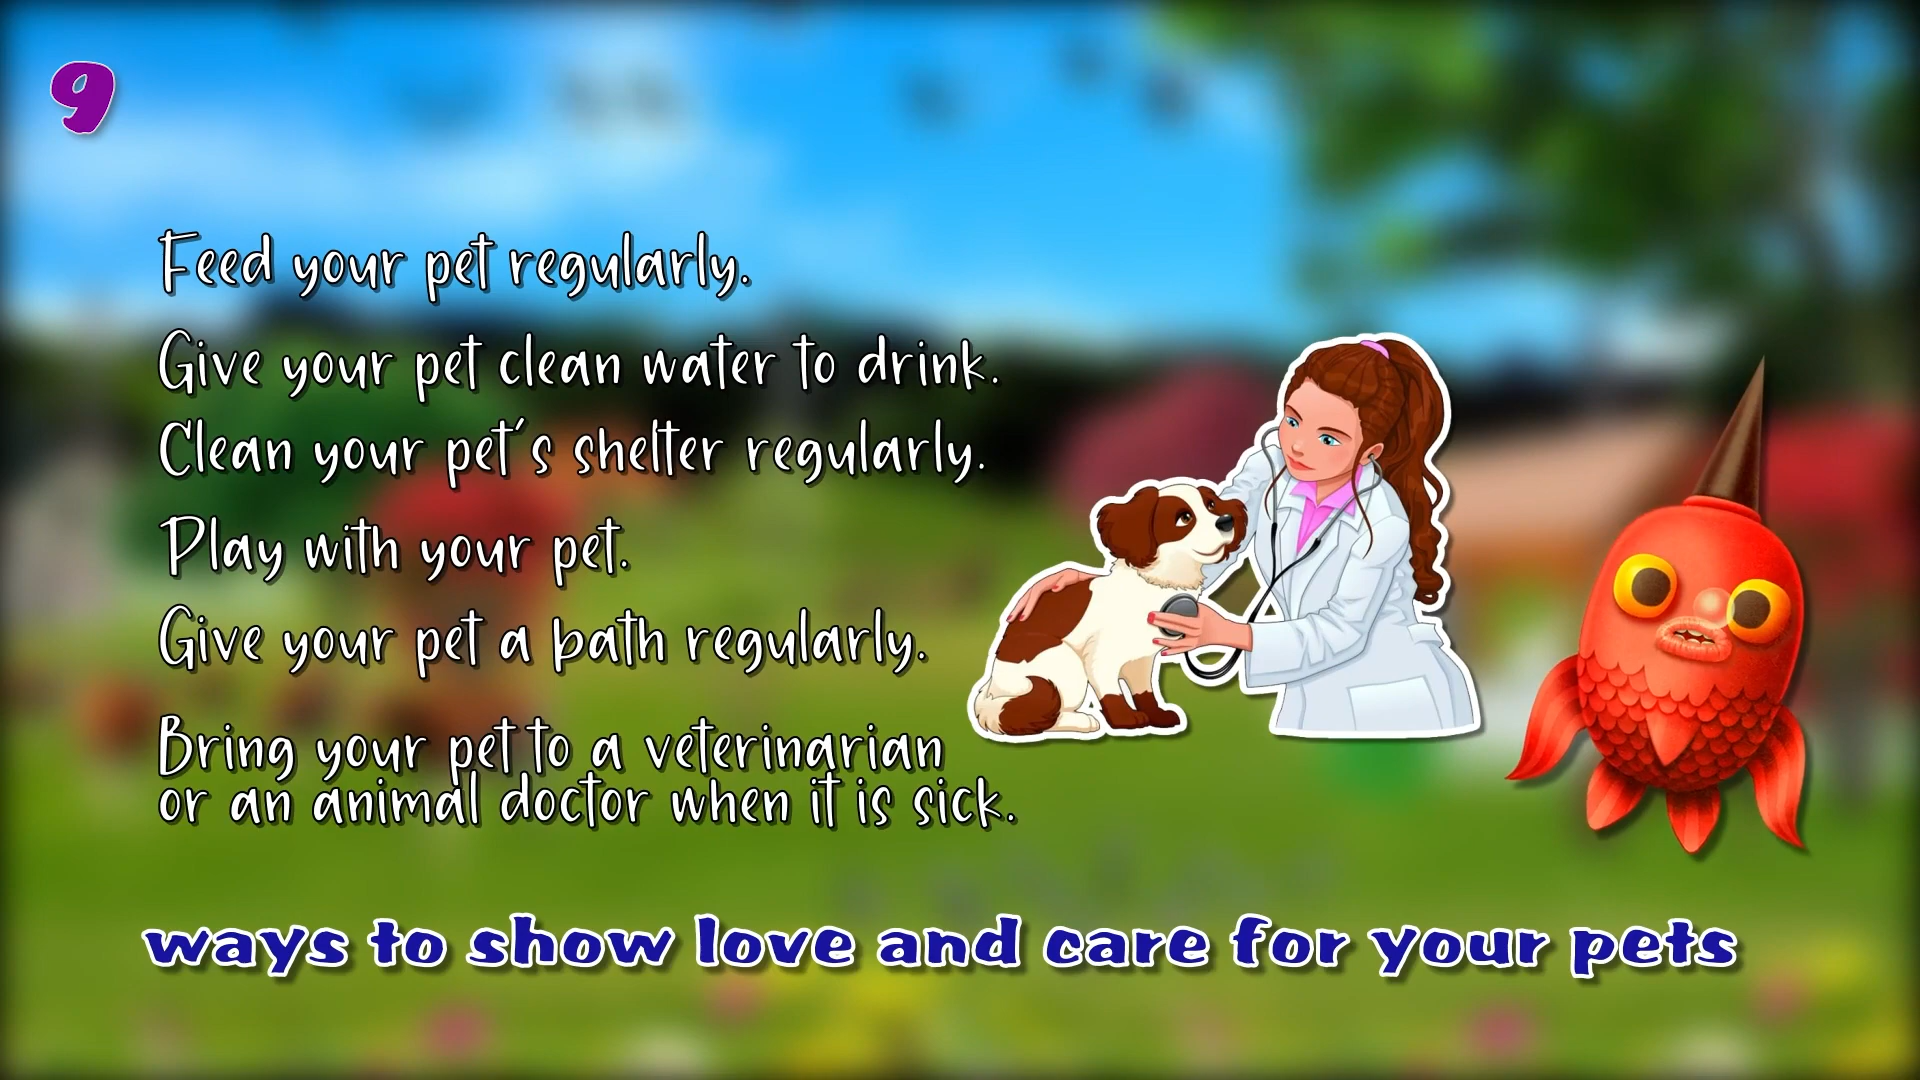 9
Feed your pet regularly.
Give your pet clean water to drink.
Clean your pet's shelter regularly.
Play with your pet.
Give your pet a bath regularly.
Bring your pet to a veterinarian
or an animal doctor when it is sick.
ways to show love and care for your pets